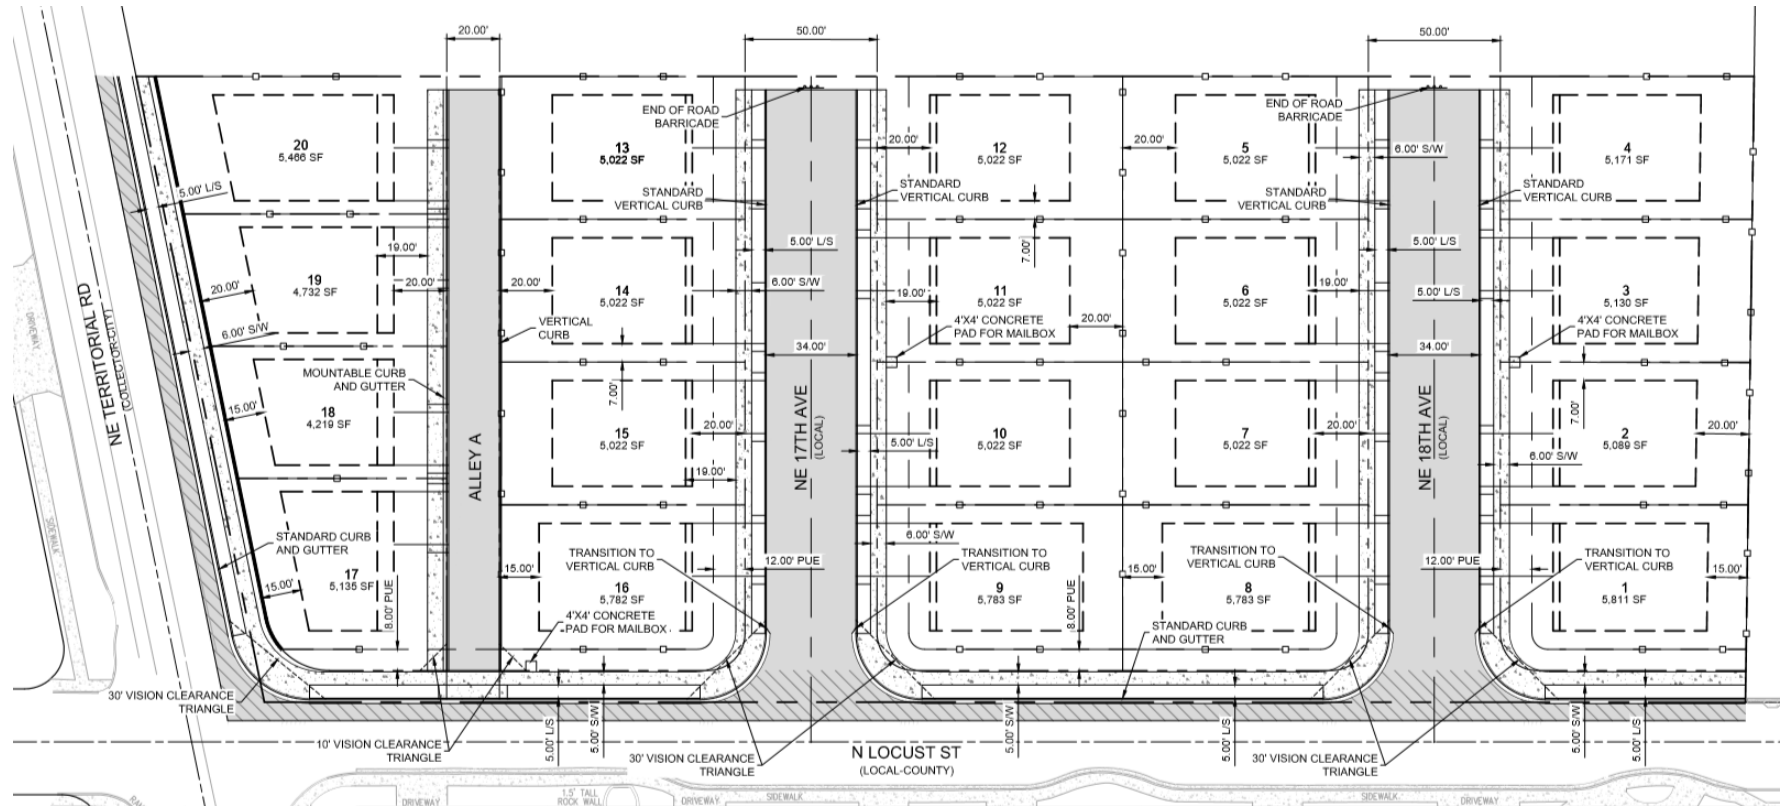 20.00'
50.00'
50.00'
END OF ROAD
BARRICADE
END OF ROAD
BARRICADE
20
5,466 SF
13
5,022 SF
20.00'
12
5,022 SF
20.00'
5
5,022 SF
6.00' S/W
4
5,171 SF
5.00' L/S
STANDARD
VERTICAL CURB
STANDARD
VERTICAL CURB
STANDARD
VERTICAL CURB
STANDARD
VERTICAL CURB
19.00'
5.00' L/S
7.00'
5.00' L/S
19
4,732 SF
20.00'
20.00'
20.00'
14
5,022 SF
6.00' S/W
19.00'
11
5,022 SF
6
5,022 SF
19.00'
5.00' L/S
3
5,130 SF
6.00' S/W
VERTICAL
CURB
4'X4' CONCRETE
PAD FOR MAILBOX
20.00'
4'X4' CONCRETE
PAD FOR MAILBOX
34.00'
34.00'
MOUNTABLE CURB
AND GUTTER
DRIVEWAY
NE TERRITORIAL RD
(COLLECTOR-CITY)
15.00'
18
4,219 SF
7.00'
7.00'
ALLEY A
15
5,022 SF
20.00'
NE 17TH AVE
(LOCAL)
5.00' L/S
10
5,022 SF
7
5,022 SF
20.00'
NE 18TH AVE
(LOCAL)
2
5,089 SF
20.00'
6.00' S/W
19.00'
SIDEWALK
STANDARD CURB
AND GUTTER
6.00' S/W
TRANSITION TO
VERTICAL CURB
TRANSITION TO
VERTICAL CURB
TRANSITION TO
VERTICAL CURB
TRANSITION TO
VERTICAL CURB
12.00' PUE
12.00' PUE
17
5,135 SF
15.00'
8.00' PUE
15.00'
16
5,782 SF
9
5,783 SF
8.00' PUE
15.00'
8
5,783 SF
1
5,811 SF
15.00'
4'X4' CONCRETE
PAD FOR MAILBOX
STANDARD CURB
AND GUTTER
30' VISION CLEARANCE
TRIANGLE
10' VISION CLEARANCE
TRIANGLE
5.00' L/S
5.00' S/W
30' VISION CLEARANCE
TRIANGLE
N LOCUST ST
(LOCAL-COUNTY)
5.00' S/W
5.00' L/S
30' VISION CLEARANCE
TRIANGLE
5.00' S/W
5.00' L/S
DRIVEWAY
1.5' TALL
ROCK WALL
DRIVEWAY
SIDEWALK
SIDEWALK
DRIVEWAY